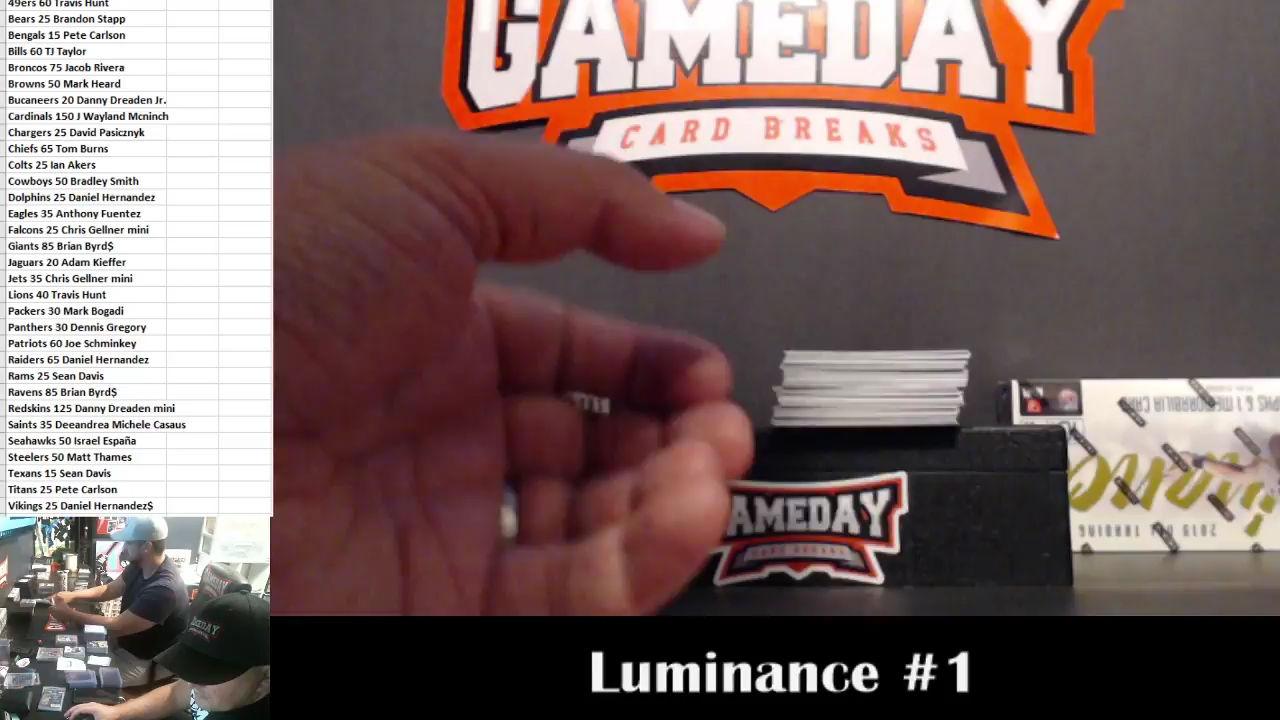 49ers 60 Travis Hunt
Bears 25 Brandon Stapp
Bengals 15 Pete Carlson
Bills 60 TJ Taylor
Broncos 75 Jacob Rivera
Browns 50 Mark Heard
Bucaneers 20 Danny Dreaden Jr.
Cardinals 150 J Wayland Mcninch
Chargers 25 David Pasicznyk
Chiefs 65 Tom Burns
Colts 25 Ian Akers
Cowboys 50 Bradley Smith
Dolphins 25 Daniel Hernandez
Eagles 35 Anthony Fuentez
Falcons 25 Chris Gellner mini
Giants 85 Brian Byrd$
Jaguars 20 Adam Kieffer
Jets 35 Chris Gellner mini
Lions 40 Travis Hunt
Packers 30 Mark Bogadi
Panthers 30 Dennis Gregory
Patriots 60 Joe Schminkey
Raiders 65 Daniel Hernandez
Rams 25 Sean Davis
Ravens 85 Brian Byrd$
Redskins 125 Danny Dreaden mini
Saints 35 Deeandrea Michele Casaus
Seahawks 50 Israel España
Steelers 50 Matt Thames
Texans 15 Sean Davis
Titans 25 Pete Carlson
Vikings 25 Daniel Hernandez$
GAMEDAY
CARD BREAKS
AMEDAY
CARD BREAKS
2019 NFL TRADING
GAMEDAY
Luminance #1